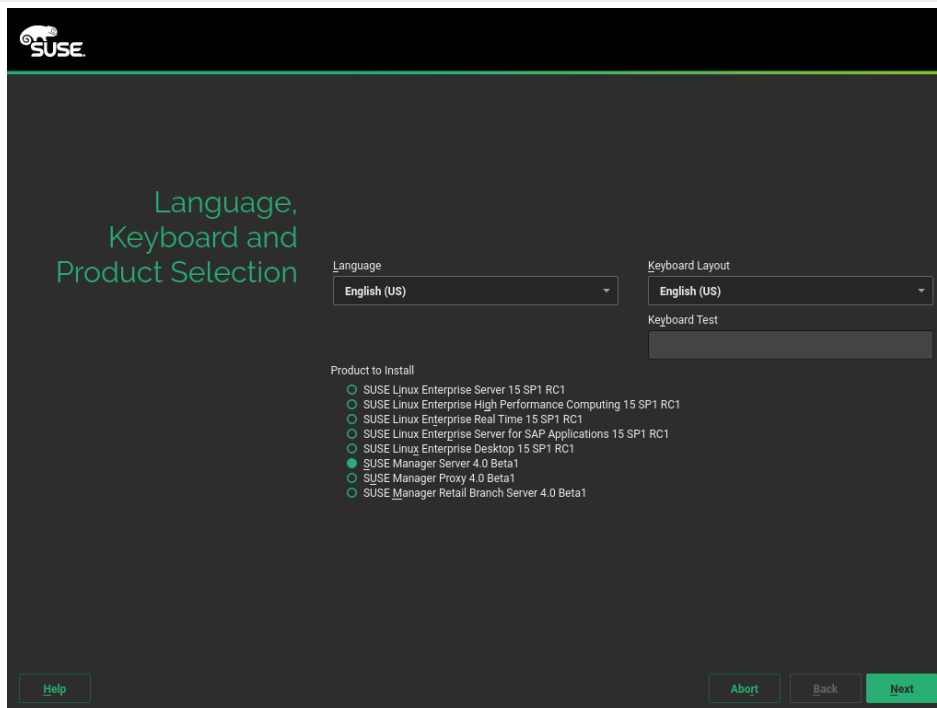 SUSE.
Language,
Keyboard and
Product Selection
Language
Keyboard Layout
English (US)
English (US)
Keyboard Test
Product to Install
SUSE Linux Enterprise Server 15 SP1 RC1
SUSE Linux Enterprise High Performance Computing 15 SP1 RC1
SUSE Linux Enterprise Real Time 15 SP1 RC1
SUSE Linux Enterprise Server for SAP Applications 15 SP1 RC1
SUSE Linux Enterprise Desktop 15 SP1 RC1
SUSE Manager Server 4.0 Beta1
SUSE Manager Proxy 4.0 Beta1
SUSE Manager Retail Branch Server 4.0 Beta1
Help
Abort
Back
Next